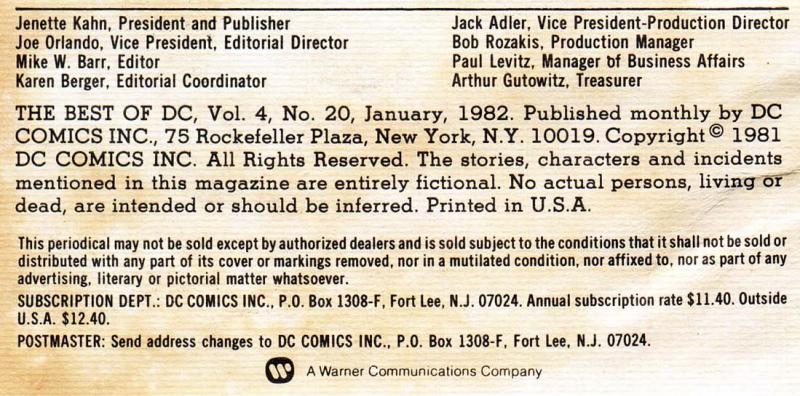 Jenette Kahn, President and Publisher
Joe Orlando, Vice President, Editorial Director
Mike W. Barr, Editor
Karen Berger, Editorial Coordinator
Jack Adler, Vice President-Production Director
Bob Rozakis, Production Manager
Paul Levitz, Manager of Business Affairs
Arthur Gutowitz, Treasurer
THE BEST OF DC, Vol. 4, No. 20, January, 1982. Published monthly by DC
COMICS INC., 75 Rockefeller Plaza, New York, N.Y. 10019. Copyright © 1981
DC COMICS INC. All Rights Reserved. The stories, characters and incidents
mentioned in this magazine are entirely fictional. No actual persons, living or
dead, are intended or should be inferred. Printed in U.S.A.
This periodical may not be sold except by authorized dealers and is sold subject to the conditions that it shall not be sold or
distributed with any part of its cover or markings removed, nor in a mutilated condition, nor affixed to, nor as part of any
advertising, literary or pictorial matter whatsoever.
SUBSCRIPTION DEPT.: DC COMICS INC., P.O. Box 1308-F, Fort Lee, N.J. 07024. Annual subscription rate $11.40. Outside
U.S.A. $12.40.
POSTMASTER: Send address changes to DC COMICS INC., P.O. Box 1308-F, Fort Lee, N.J. 07024.
A Warner Communications Company